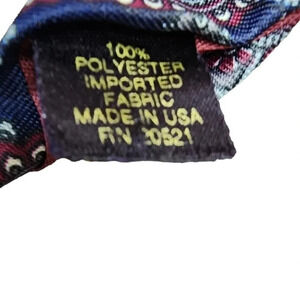 100%
POLYESTER
IMPORTED
FABRIC
MADE IN USA
RN 20521